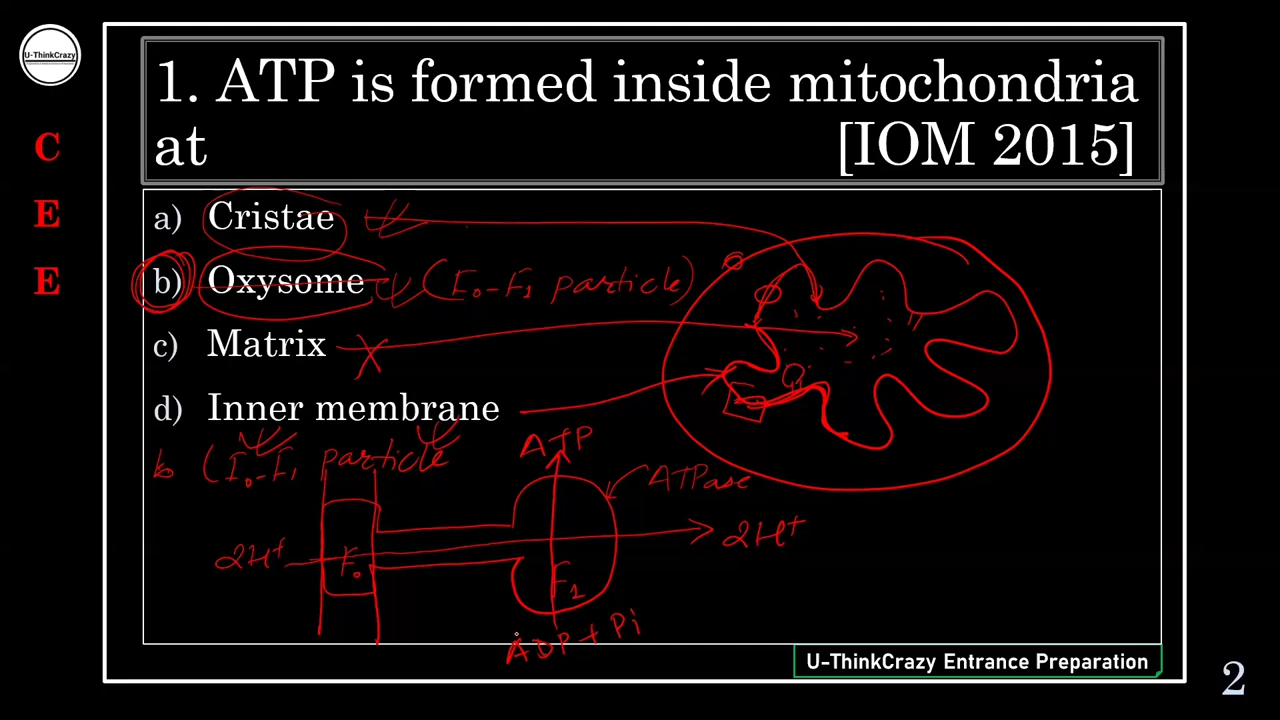 U-ThinkCrazy
C
E
E
1. ATP is formed inside mitochondria
at [IOM 2015]
a) Cristae
b) Oxysome (F₀-F₁ particle)
c) Matrix
d) Inner membrane
b (F₀-F₁ particle
ATP
ATPase
2H⁺ F₀ F₁ 2H⁺
ADP + Pi
U-ThinkCrazy Entrance Preparation
2